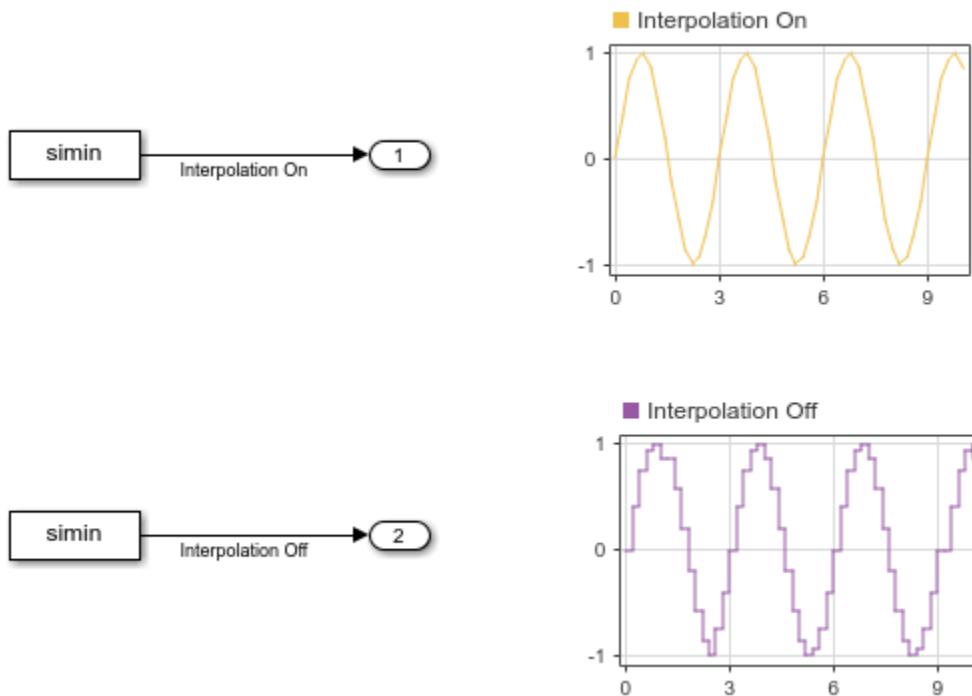 Interpolation On
1
simin
1
Interpolation On
0
-1
0 3 6 9
Interpolation Off
1
simin
2
Interpolation Off
0
-1
0 3 6 9